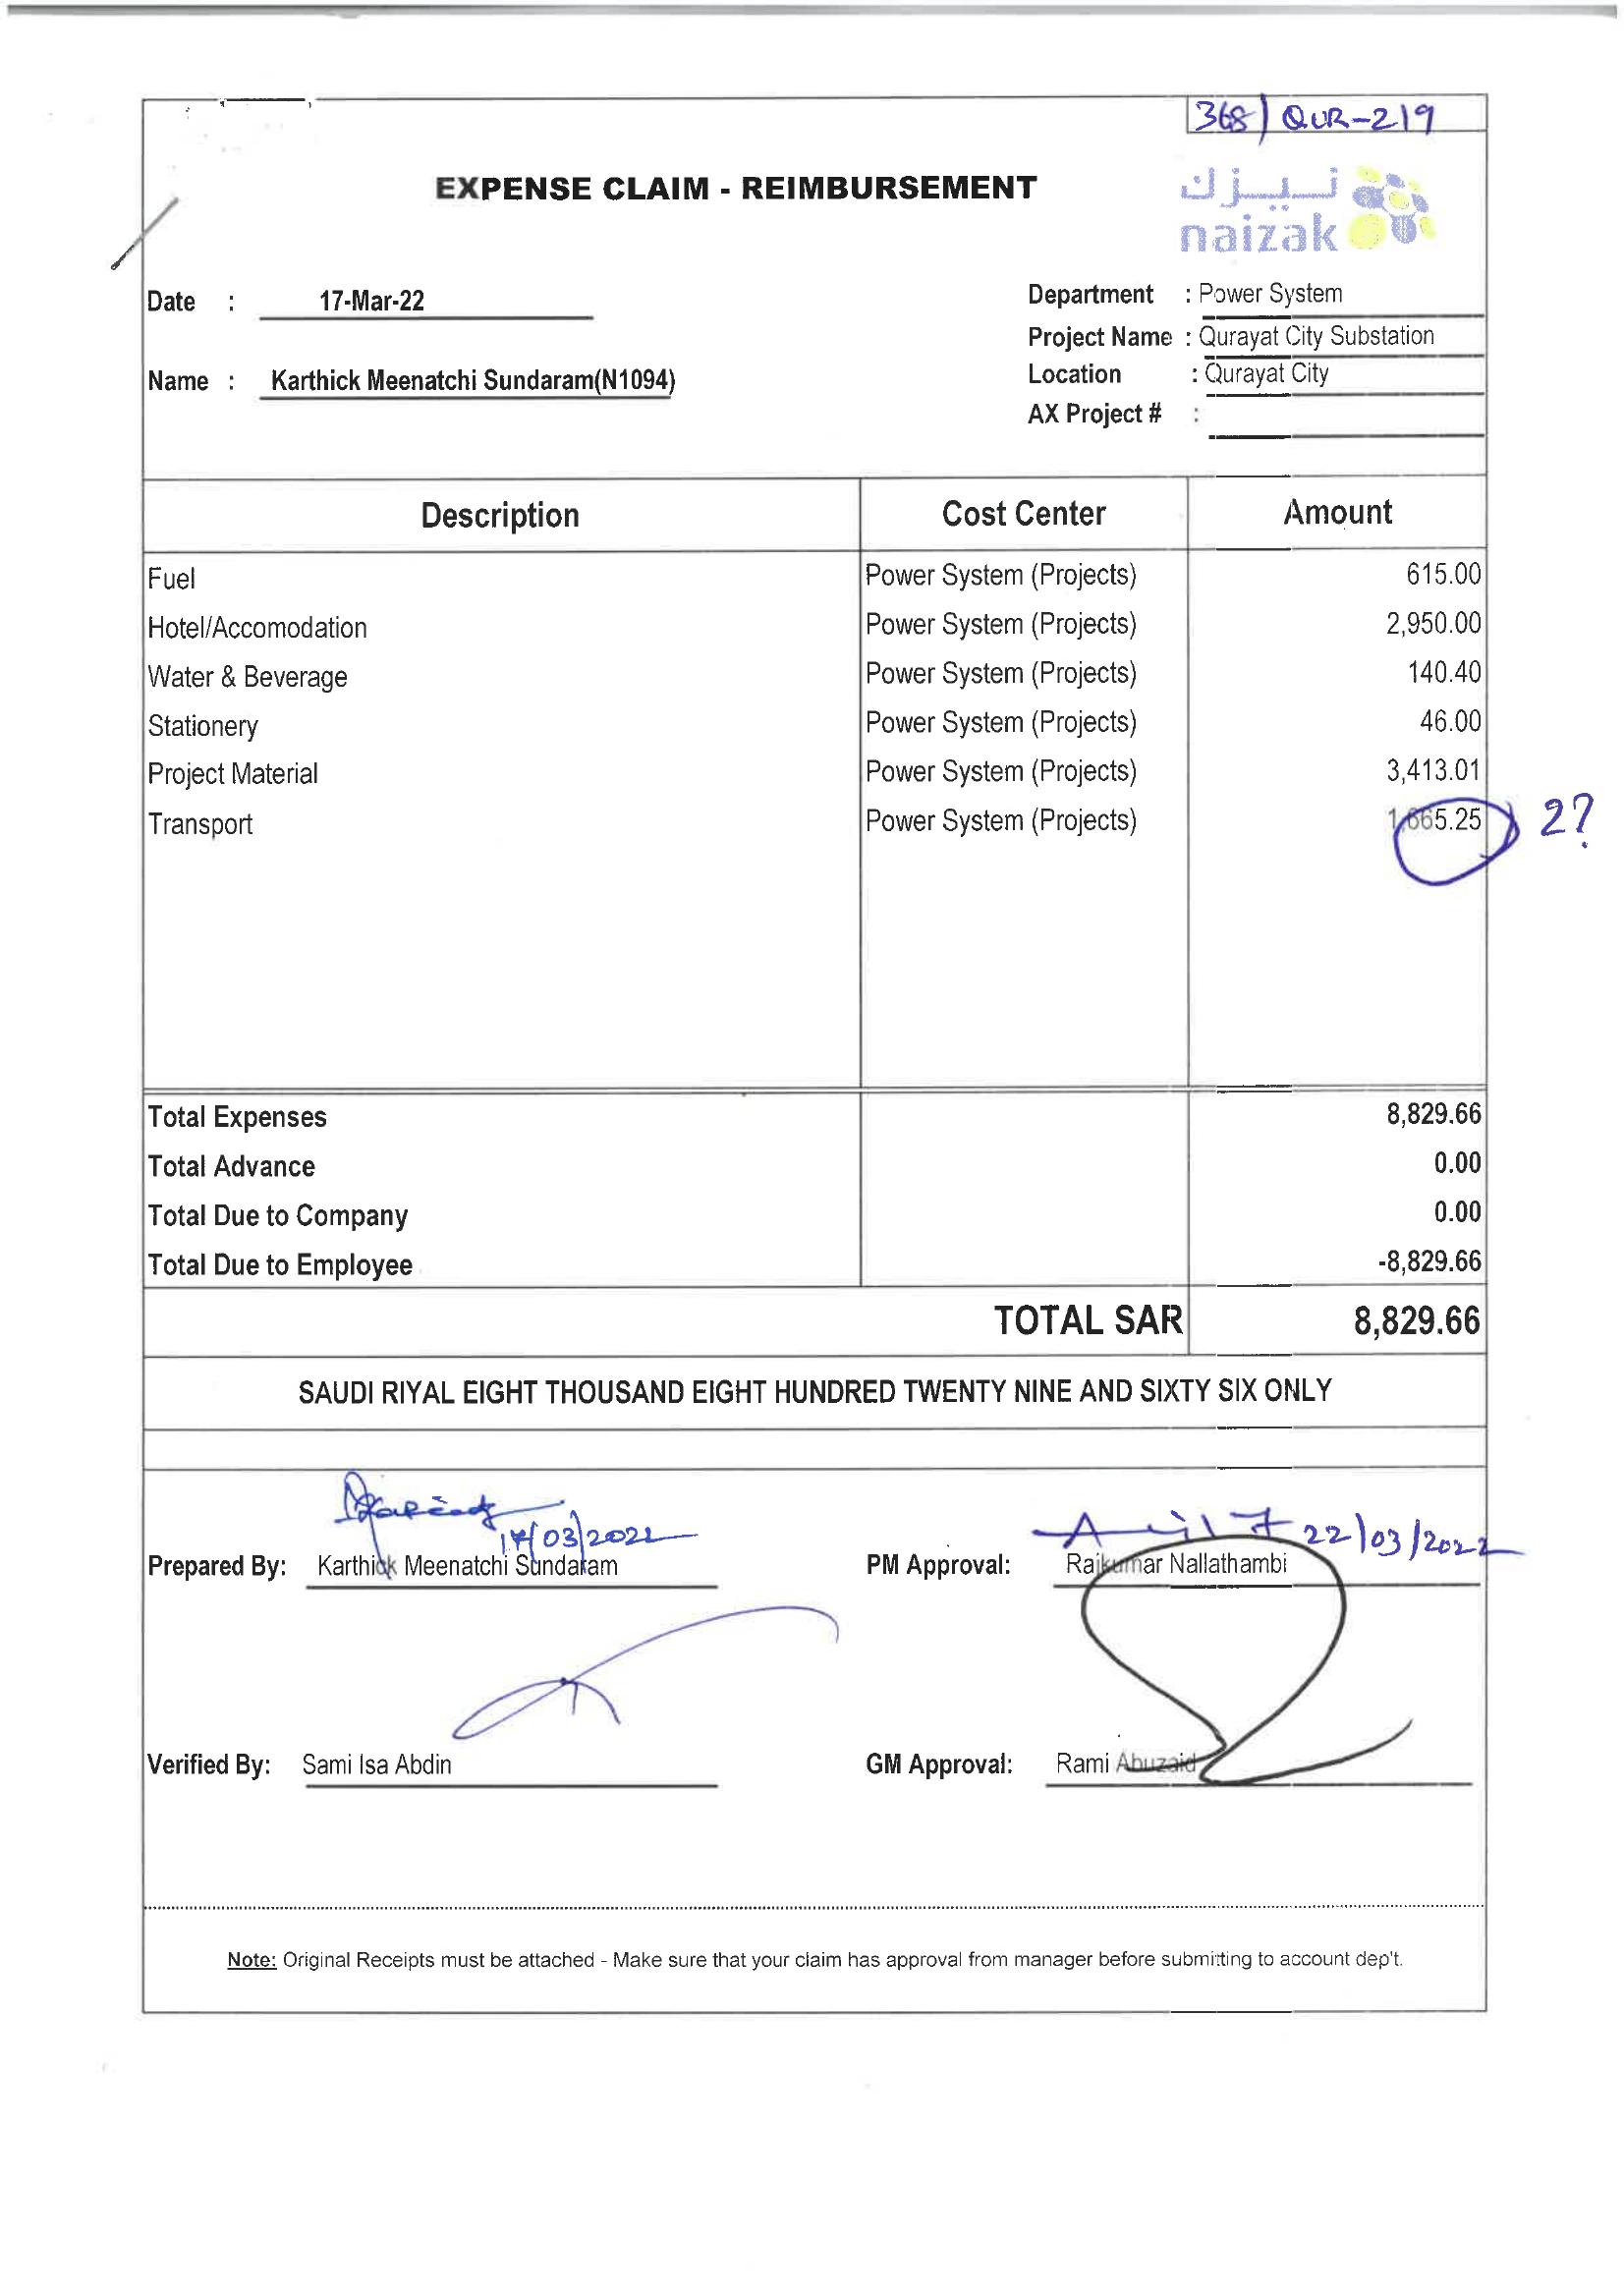 368) QUR-219
EXPENSE CLAIM - REIMBURSEMENT
نيزك
naizak
Date : 17-Mar-22
Department : Power System
Project Name : Qurayat City Substation
Name : Karthick Meenatchi Sundaram(N1094)
Location : Qurayat City
AX Project # :
Description Cost Center Amount
Fuel Power System (Projects) 615.00
Hotel/Accomodation Power System (Projects) 2,950.00
Water & Beverage Power System (Projects) 140.40
Stationery Power System (Projects) 46.00
Project Material Power System (Projects) 3,413.01
Transport Power System (Projects) 1,665.25 2?
Total Expenses 8,829.66
Total Advance 0.00
Total Due to Company 0.00
Total Due to Employee -8,829.66
TOTAL SAR 8,829.66
SAUDI RIYAL EIGHT THOUSAND EIGHT HUNDRED TWENTY NINE AND SIXTY SIX ONLY
17/03/2022 22/03/2022
Prepared By: Karthick Meenatchi Sundaram PM Approval: Rajkumar Nallathambi
Verified By: Sami Isa Abdin GM Approval: Rami Abuzaid
Note: Original Receipts must be attached - Make sure that your claim has approval from manager before submitting to account dep't.